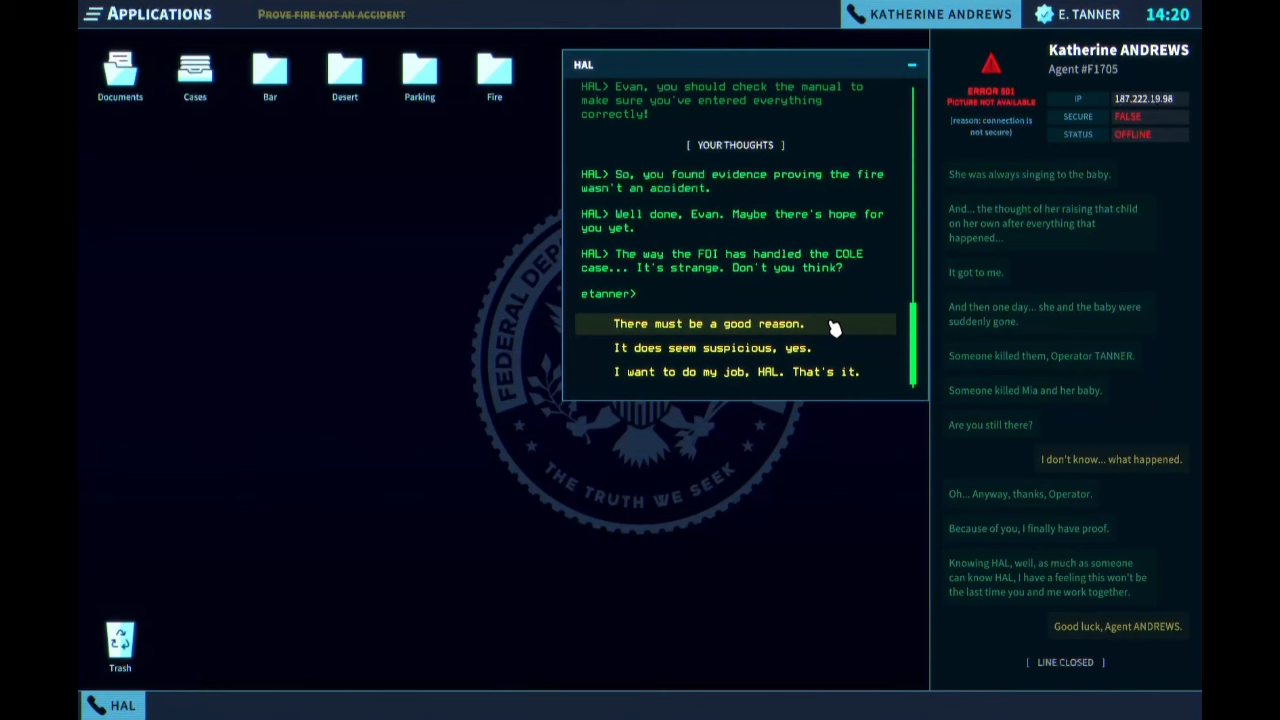 APPLICATIONS
PROVE FIRE NOT AN ACCIDENT
KATHERINE ANDREWS
E. TANNER
14:20
Documents
Cases
Bar
Desert
Parking
Fire
HAL
HAL> Evan, you should check the manual to
make sure you've entered everything
correctly!
[ YOUR THOUGHTS ]
HAL> So, you found evidence proving the fire
wasn't an accident.
HAL> Well done, Evan. Maybe there's hope for
you yet.
HAL> The way the FDI has handled the COLE
case... It's strange. Don't you think?
etanner>
There must be a good reason.
It does seem suspicious, yes.
I want to do my job, HAL. That's it.
FEDERAL DEP
THE TRUTH WE SEEK
Trash
HAL
Katherine ANDREWS
Agent #F1705
ERROR 501
PICTURE NOT AVAILABLE
(reason: connection is
not secure)
IP 187.222.19.98
SECURE FALSE
STATUS OFFLINE
She was always singing to the baby.
And... the thought of her raising that child
on her own after everything that
happened...
It got to me.
And then one day... she and the baby were
suddenly gone.
Someone killed them, Operator TANNER.
Someone killed Mia and her baby.
Are you still there?
I don't know... what happened.
Oh... Anyway, thanks, Operator.
Because of you, I finally have proof.
Knowing HAL, well, as much as someone
can know HAL, I have a feeling this won't be
the last time you and me work together.
Good luck, Agent ANDREWS.
[ LINE CLOSED ]